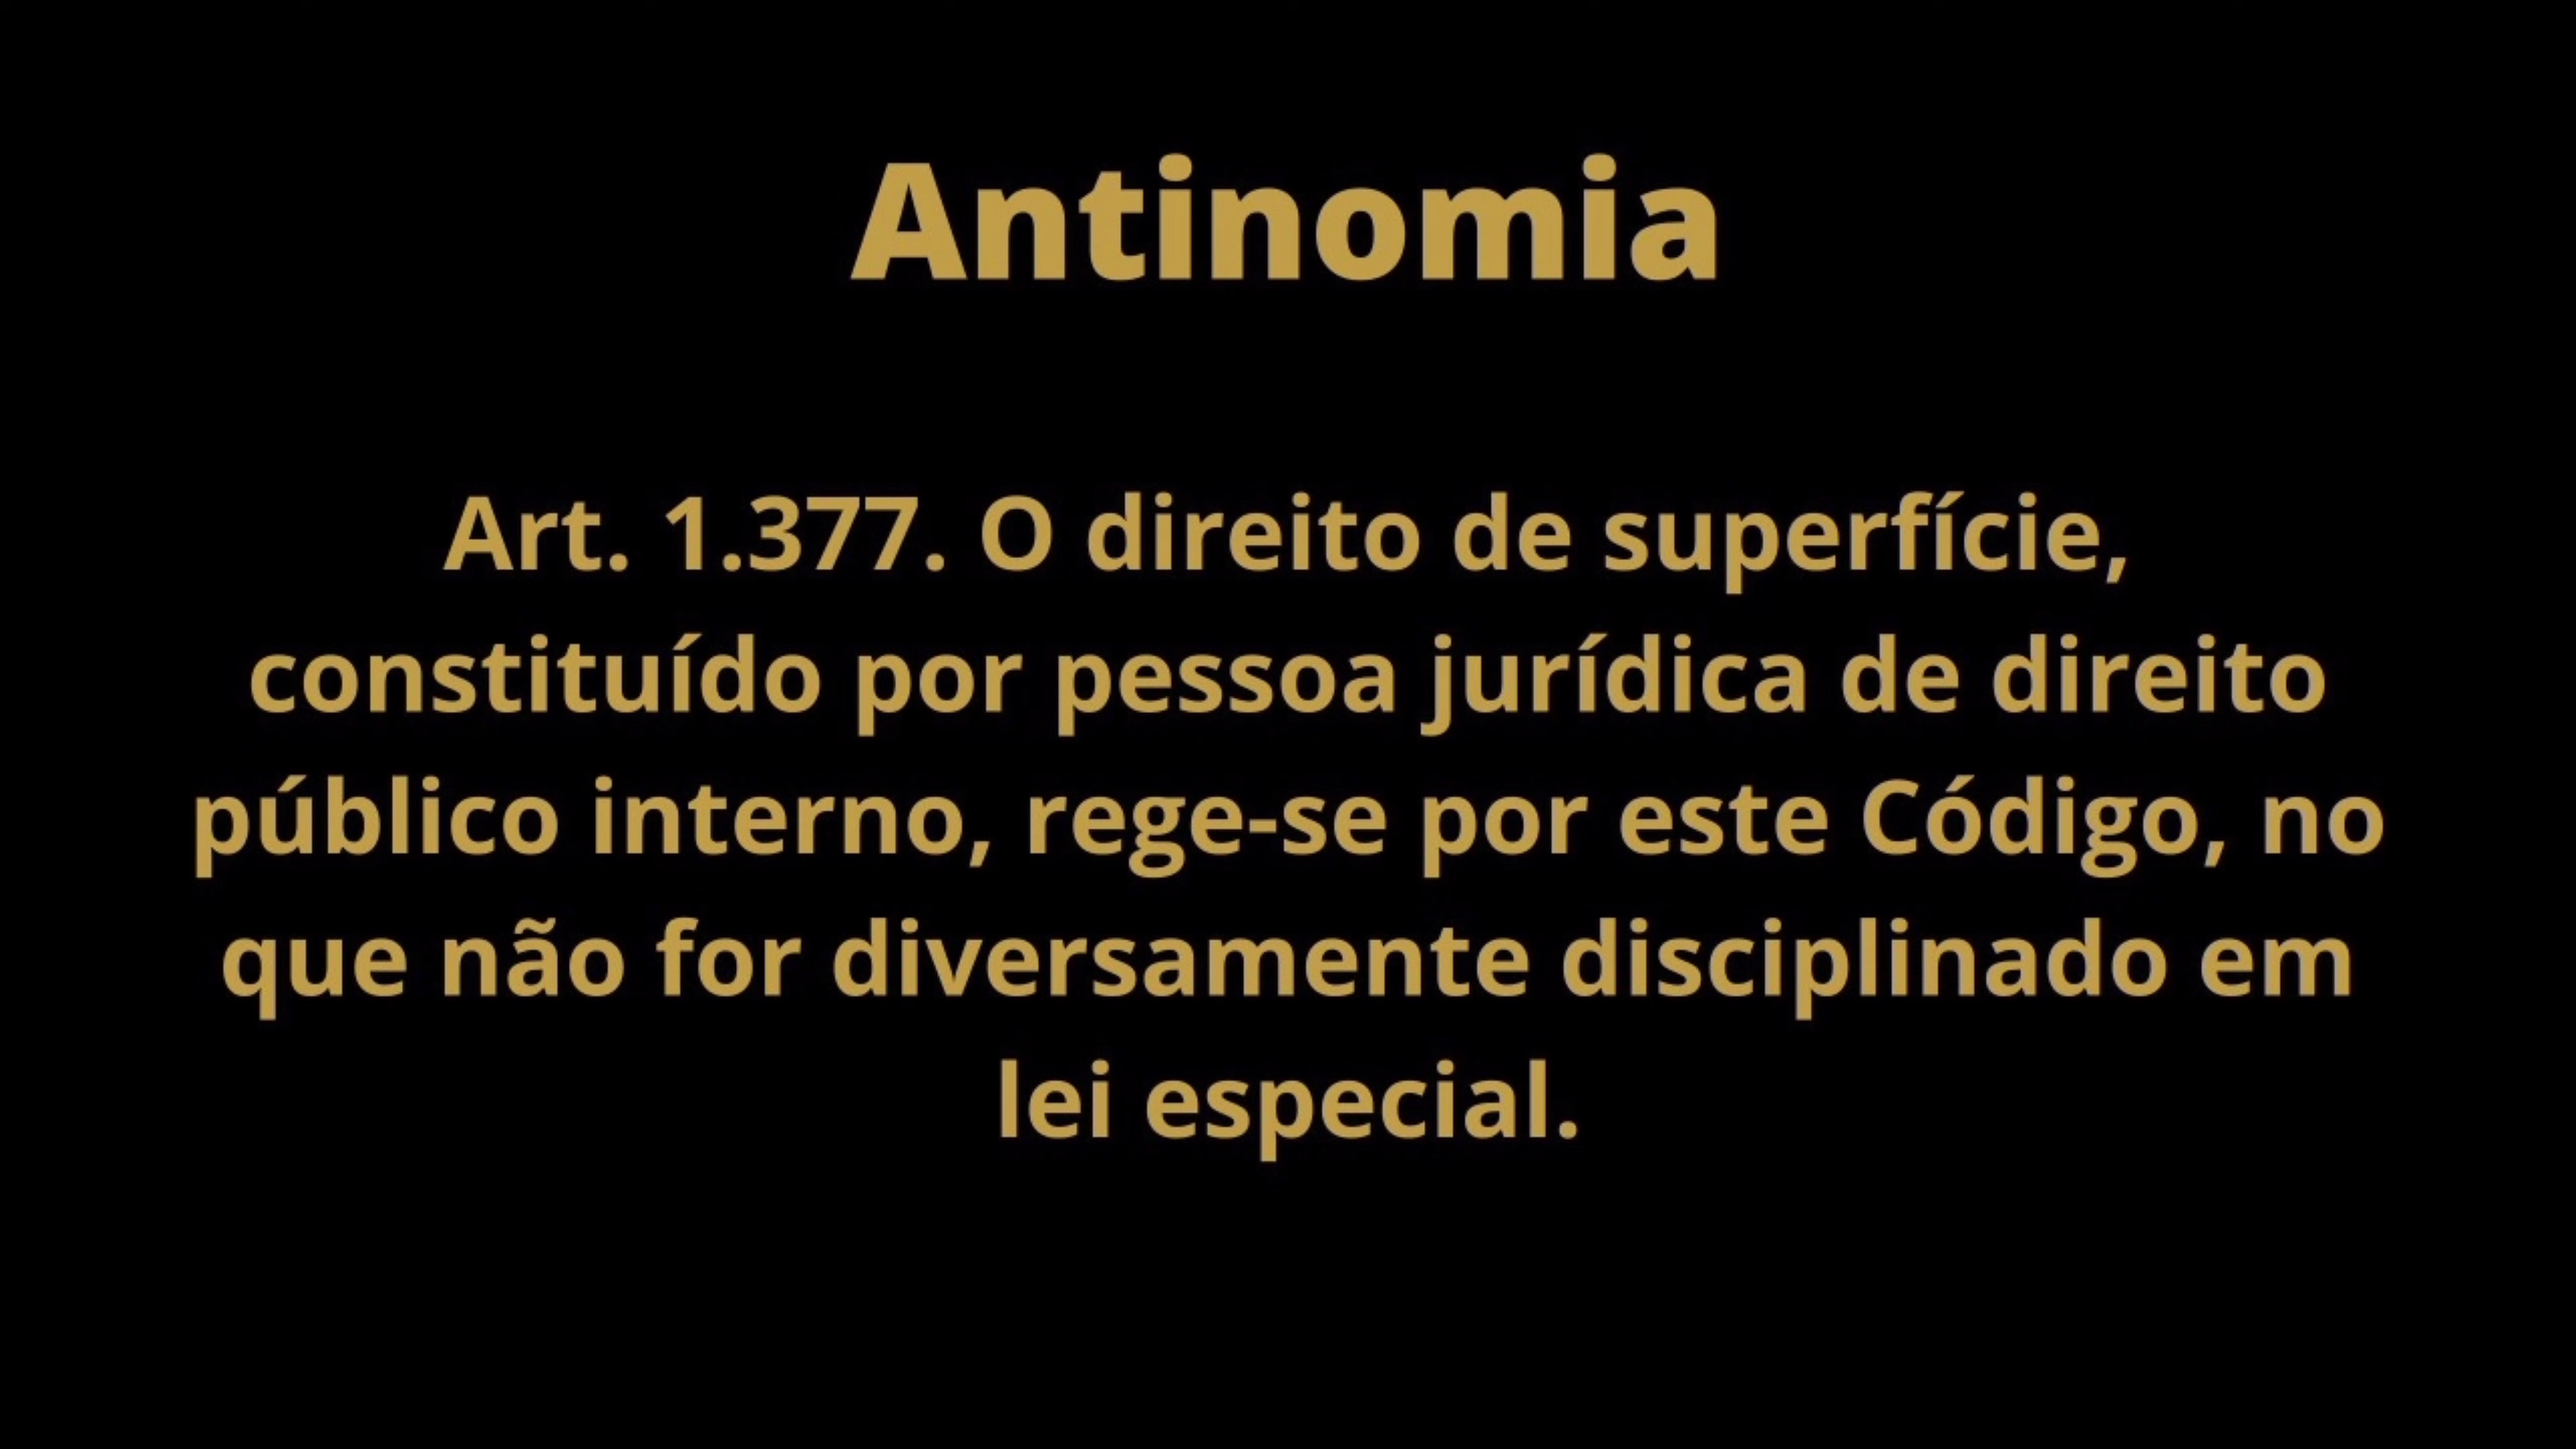 Antinomia
Art. 1.377. O direito de superfície,
constituído por pessoa jurídica de direito
público interno, rege-se por este Código, no
que não for diversamente disciplinado em
lei especial.